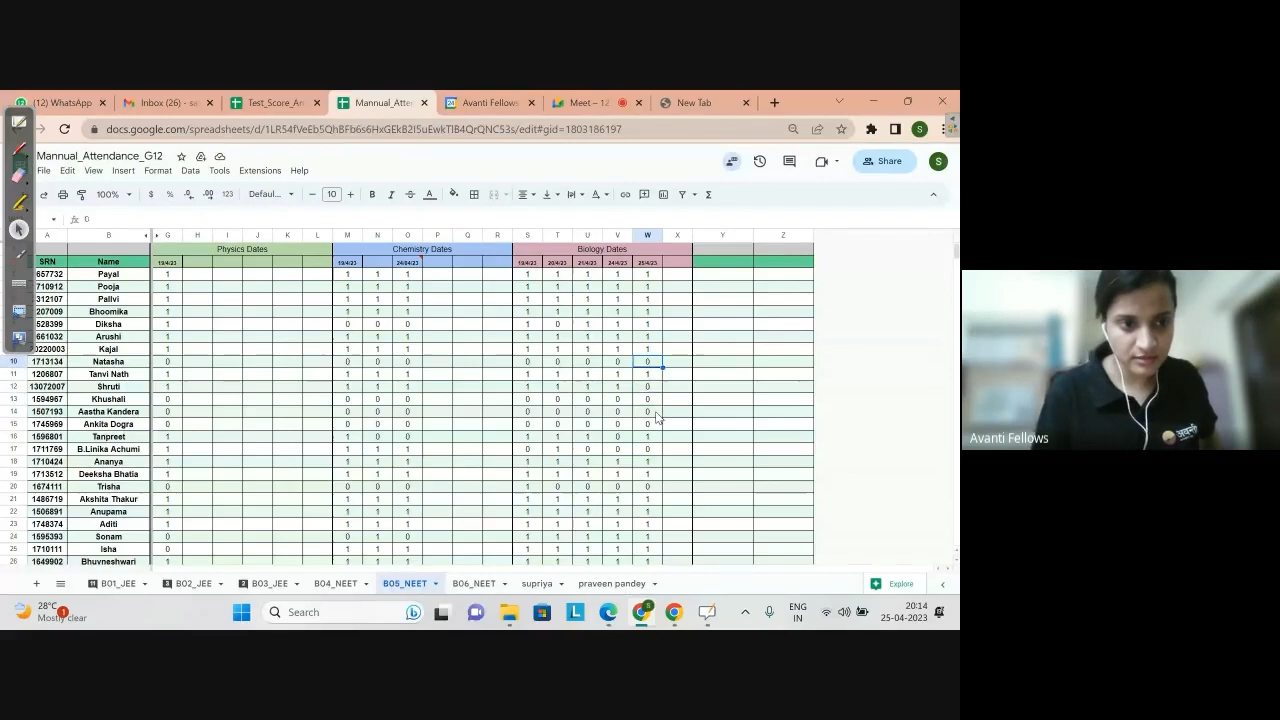 (12) WhatsApp
Inbox (26) - sa
Test_Score_An
Mannual_Atte
Avanti Fellows
Meet – 12
New Tab
docs.google.com/spreadsheets/
edit#gid=1803186197
Mannual_Attendance_G12
Share
S
File Edit View Insert Format Data Tools Extensions Help
100% $ % .0 .00 123 Defaul... 10 B I A
fx 0
A B G H I J K L M N O P Q R S T U V W X Y Z
Physics Dates Chemistry Dates Biology Dates
SRN Name 19/4/23 19/4/23 24/04/23 19/4/23 20/4/23 21/4/23 24/4/23 25/4/23
657732 Payal 1 1 1 1 1 1 1 1 1
710912 Pooja 1 1 1 1 1 1 1 1 1
312107 Pallvi 1 1 1 1 1 1 1 1 1
207009 Bhoomika 1 1 1 1 1 1 1 1 1
528399 Diksha 1 0 0 0 1 0 1 1 1
661032 Arushi 1 1 1 1 1 1 1 1 1
0220003 Kajal 1 1 1 1 1 1 1 1 1
10 1713134 Natasha 0 0 0 0 0 0 0 0 0
11 1206807 Tanvi Nath 1 1 1 1 1 1 1 1 1
12 13072007 Shruti 1 1 1 1 1 1 1 1 0
13 1594967 Khushali 0 0 0 0 0 0 0 0 0
14 1507193 Aastha Kandera 0 0 0 0 0 0 0 0 0
15 1745969 Ankita Dogra 0 0 0 0 0 0 0 0 0
16 1596801 Tanpreet 1 1 0 0 1 1 1 0 1
17 1711769 B.Linika Achumi 1 1 1 0 0 1 0 0 0
18 1710424 Ananya 1 1 1 1 1 1 1 1 1
19 1713512 Deeksha Bhatia 1 1 1 1 1 1 1 1 1
20 1674111 Trisha 0 0 0 0 1 0 0 0 0
21 1486719 Akshita Thakur 1 1 1 1 1 1 1 1 1
22 1506891 Anupama 1 1 1 1 1 1 1 1 1
23 1748374 Aditi 1 1 1 1 1 1 1 1 1
24 1595393 Sonam 0 0 1 0 1 1 1 1 1
25 1710111 Isha 0 1 1 1 1 1 1 1 1
26 1649902 Bhuvneshwari 1 1 1 1 1 1 1 1 1
B01_JEE B02_JEE B03_JEE B04_NEET B05_NEET B06_NEET supriya praveen pandey
Explore
28°C
Mostly clear
Search
ENG
IN
20:14
25-04-2023
Avanti Fellows
अवन्ती